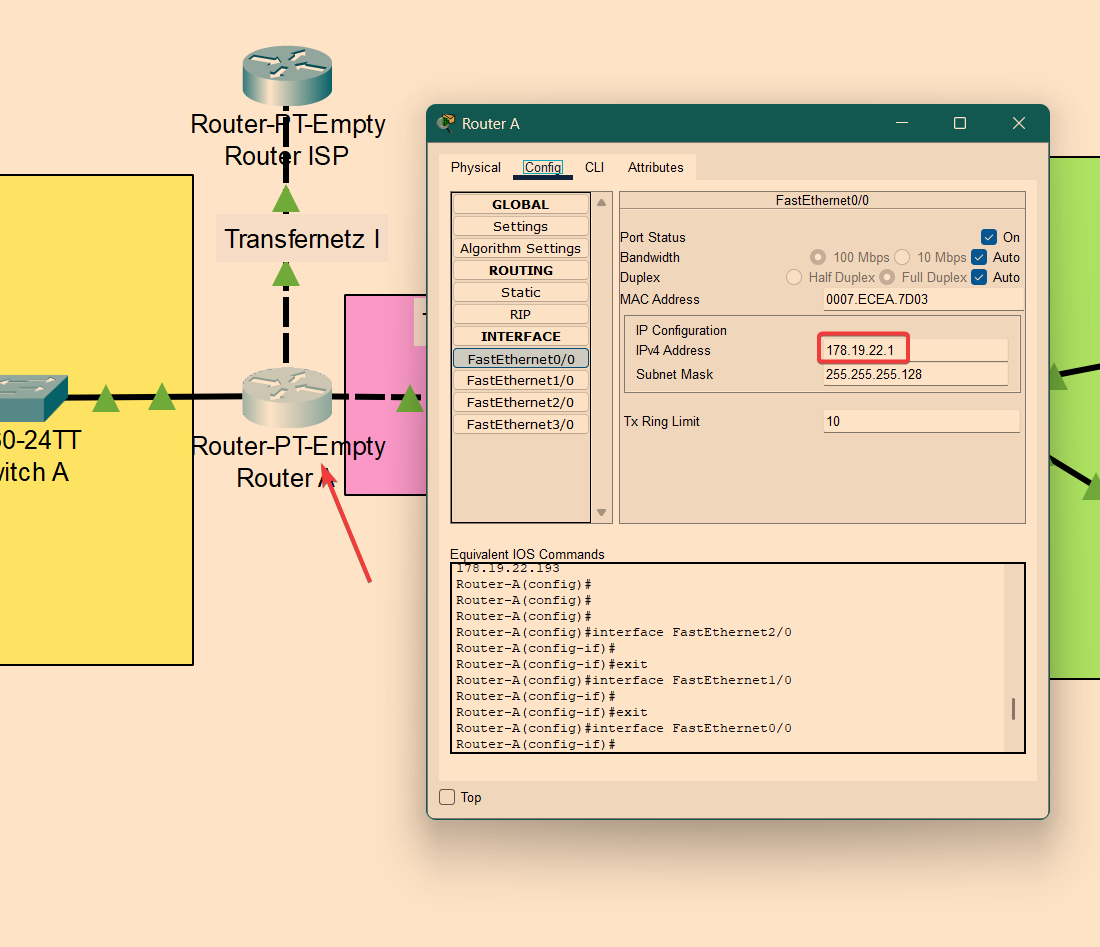 Router-PT-Empty
Router ISP
Transfernetz I
60-24TT
witch A
Router-PT-Empty
Router A
Router A
Physical Config CLI Attributes
GLOBAL
Settings
Algorithm Settings
ROUTING
Static
RIP
INTERFACE
FastEthernet0/0
FastEthernet1/0
FastEthernet2/0
FastEthernet3/0
FastEthernet0/0
Port Status On
Bandwidth 100 Mbps 10 Mbps Auto
Duplex Half Duplex Full Duplex Auto
MAC Address 0007.ECEA.7D03
IP Configuration
IPv4 Address 178.19.22.1
Subnet Mask 255.255.255.128
Tx Ring Limit 10
Equivalent IOS Commands
178.19.22.193
Router-A(config)#
Router-A(config)#
Router-A(config)#
Router-A(config)#interface FastEthernet2/0
Router-A(config-if)#
Router-A(config-if)#exit
Router-A(config)#interface FastEthernet1/0
Router-A(config-if)#
Router-A(config-if)#exit
Router-A(config)#interface FastEthernet0/0
Router-A(config-if)#
Top